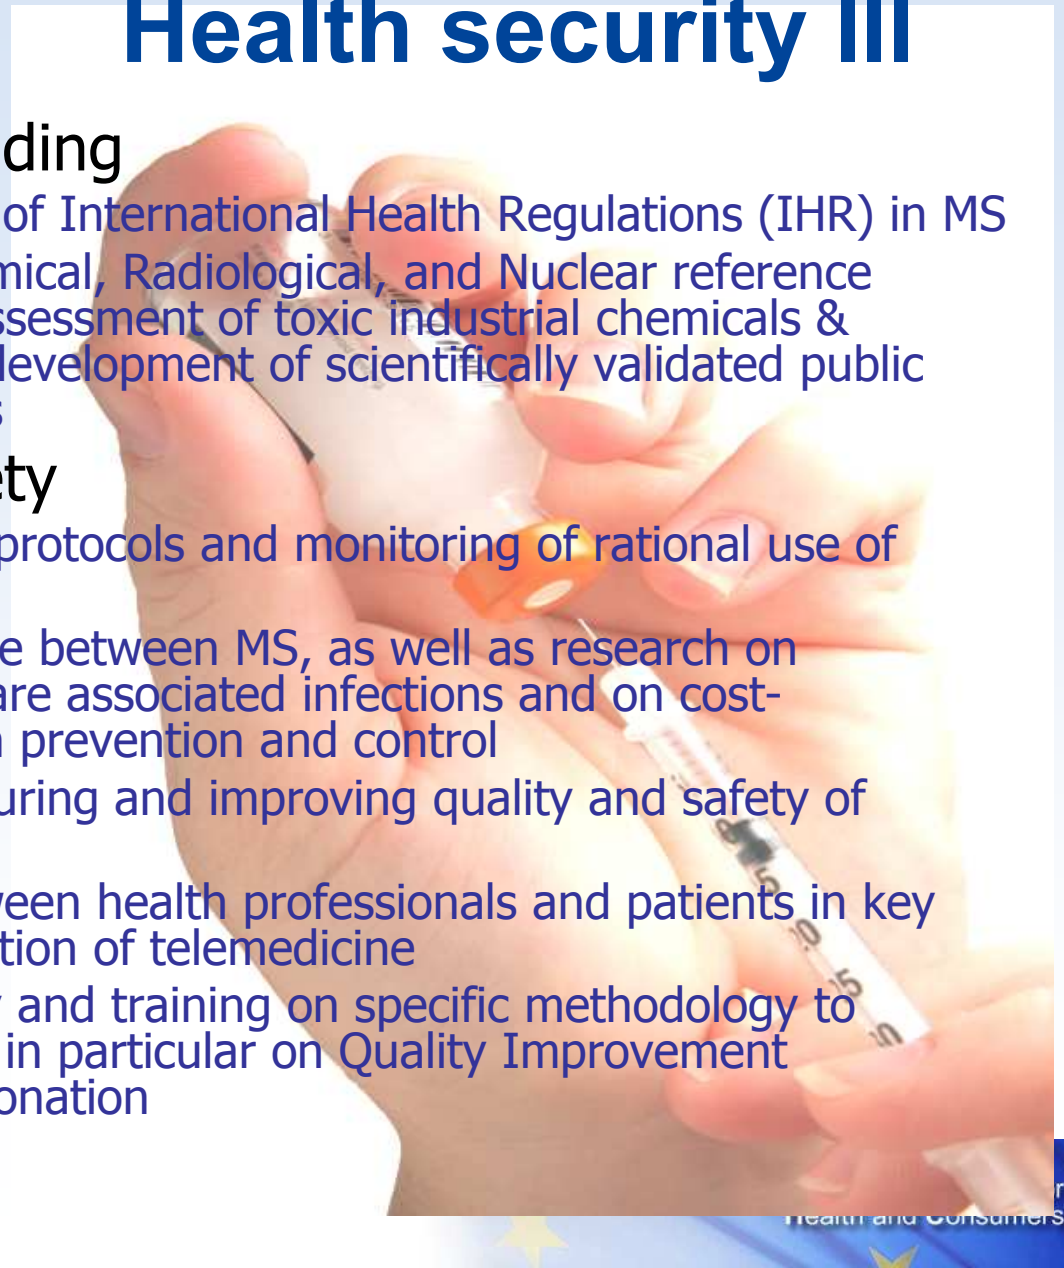 Health security III
ding
of International Health Regulations (IHR) in MS
mical, Radiological, and Nuclear reference
ssessment of toxic industrial chemicals &
development of scientifically validated public
s
ety
protocols and monitoring of rational use of
e between MS, as well as research on
are associated infections and on cost-
prevention and control
uring and improving quality and safety of
ween health professionals and patients in key
tion of telemedicine
and training on specific methodology to
in particular on Quality Improvement
onation
Health and Consumers